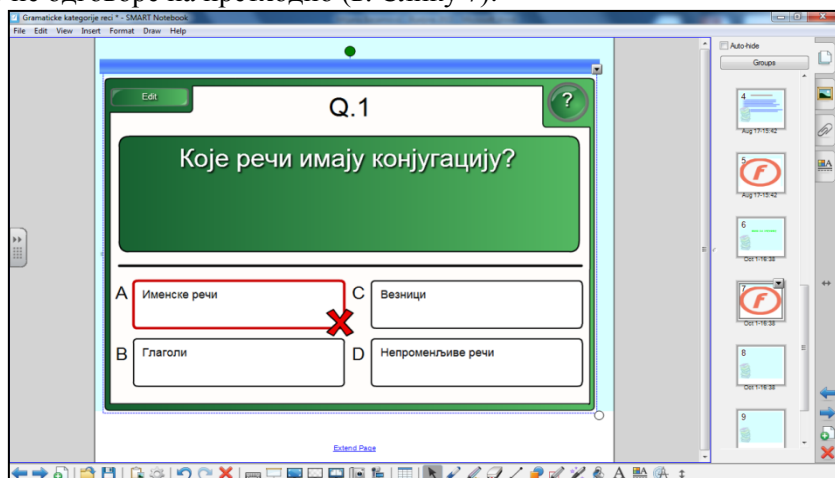 не одговоре на претходно (в. Слику 7).
Gramaticke kategorije reci * - SMART Notebook
File Edit View Insert Format Draw Help
Edit
Q.1
?
Које речи имају конјугацију?
A Именске речи
C Везници
B Глаголи
D Непроменљиве речи
Extend Page
Auto-hide
Groups
4
Aug 17-15:42
5
Aug 17-15:42
6
Oct 1-16:38
7
Oct 1-16:38
8
Oct 1-16:38
9